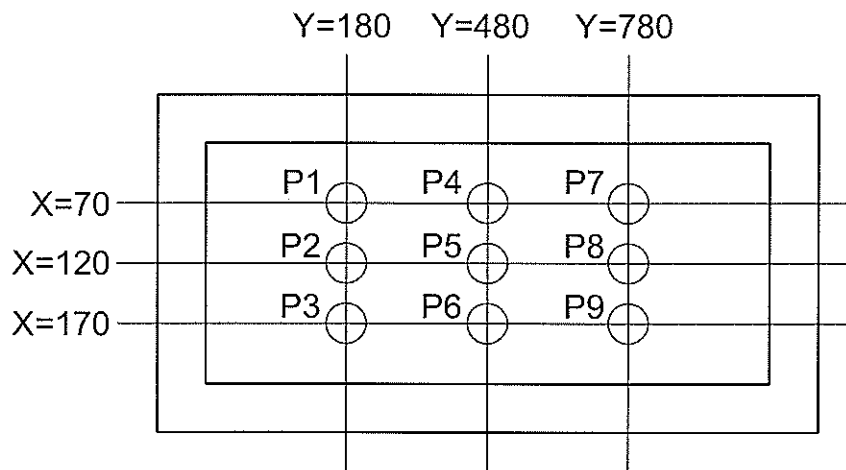 Y=180 Y=480 Y=780
P1 P4 P7
X=70
P2 P5 P8
X=120
P3 P6 P9
X=170